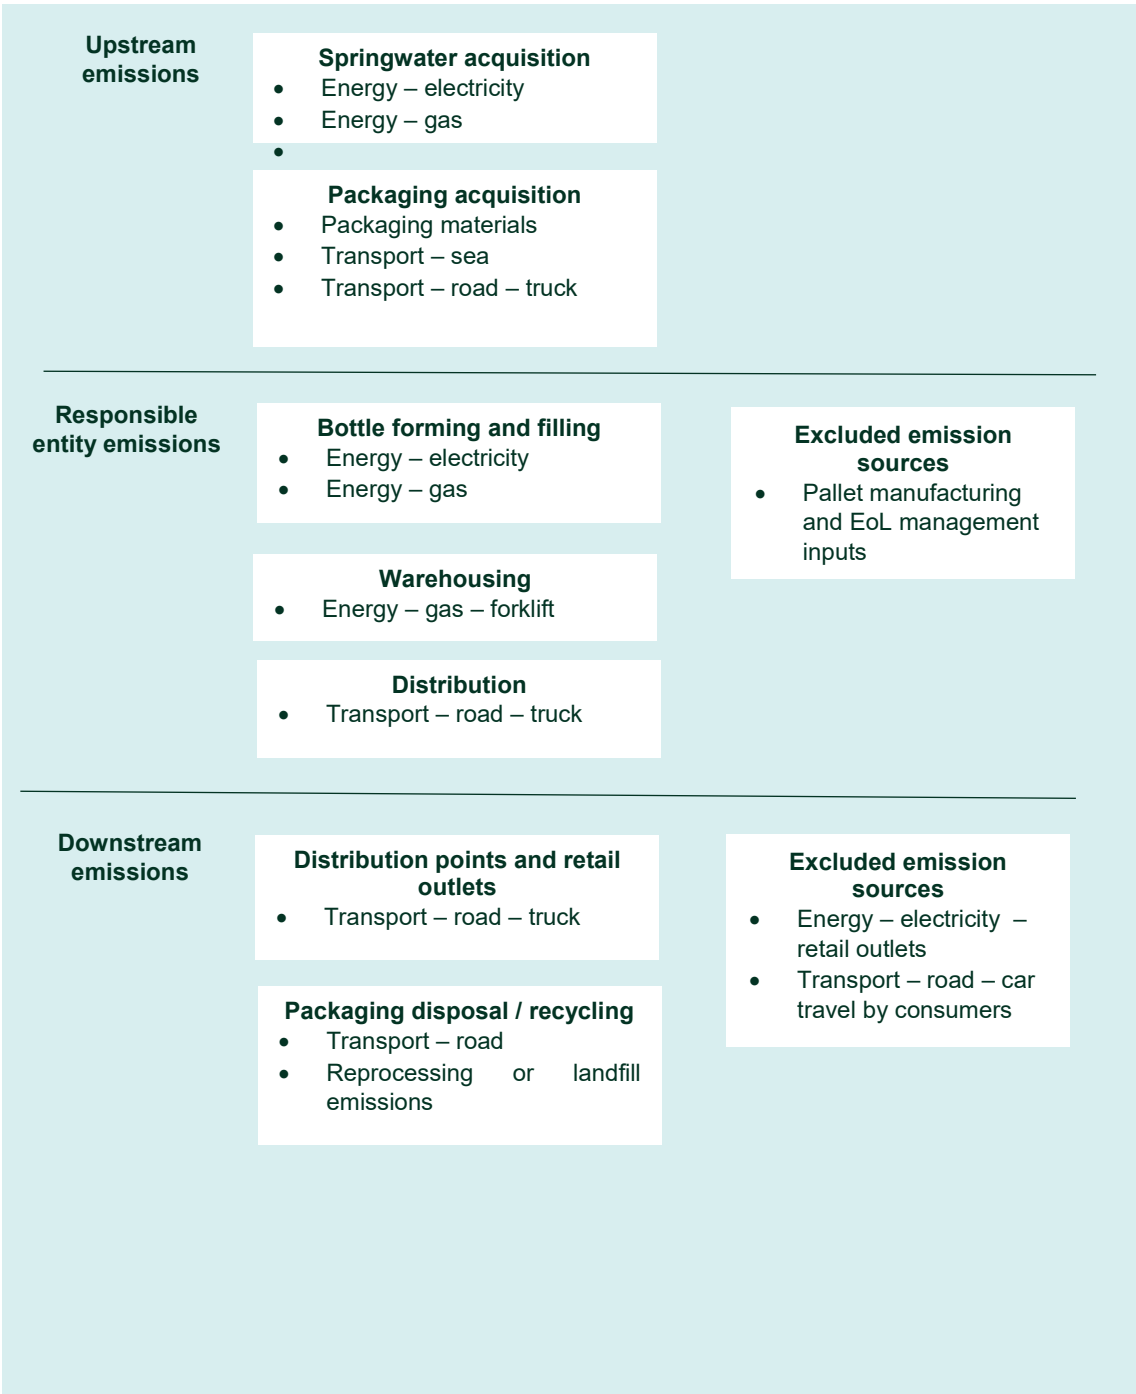 Upstream
emissions
Springwater acquisition
• Energy – electricity
• Energy – gas
•
Packaging acquisition
• Packaging materials
• Transport – sea
• Transport – road – truck
Responsible
entity emissions
Bottle forming and filling
• Energy – electricity
• Energy – gas
Excluded emission
sources
• Pallet manufacturing
and EoL management
inputs
Warehousing
• Energy – gas – forklift
Distribution
• Transport – road – truck
Downstream
emissions
Distribution points and retail
outlets
• Transport – road – truck
Excluded emission
sources
• Energy – electricity –
retail outlets
• Transport – road – car
travel by consumers
Packaging disposal / recycling
• Transport – road
• Reprocessing or landfill
emissions